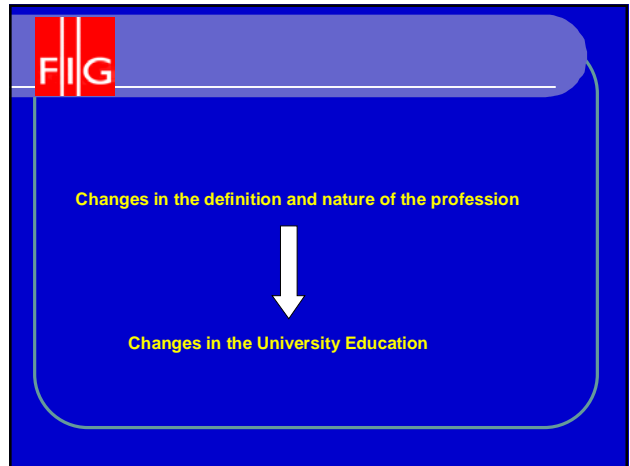 FIG
Changes in the definition and nature of the profession
Changes in the University Education